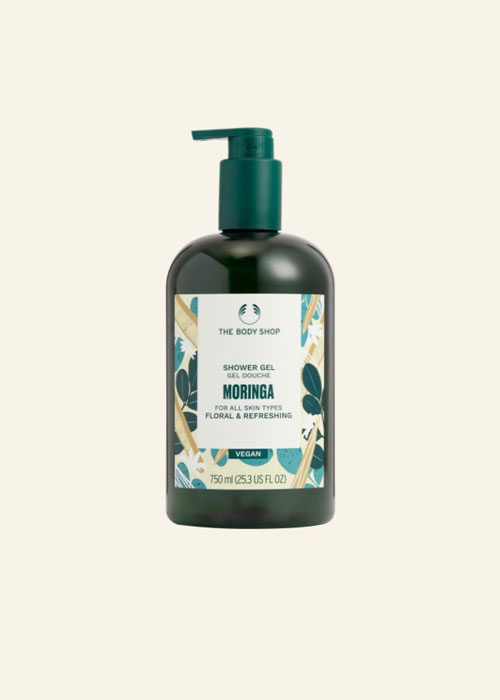 THE BODY SHOP
SHOWER GEL
GEL DOUCHE
MORINGA
FOR ALL SKIN TYPES
FLORAL & REFRESHING
VEGAN
750 ml (25.3 US FL OZ)